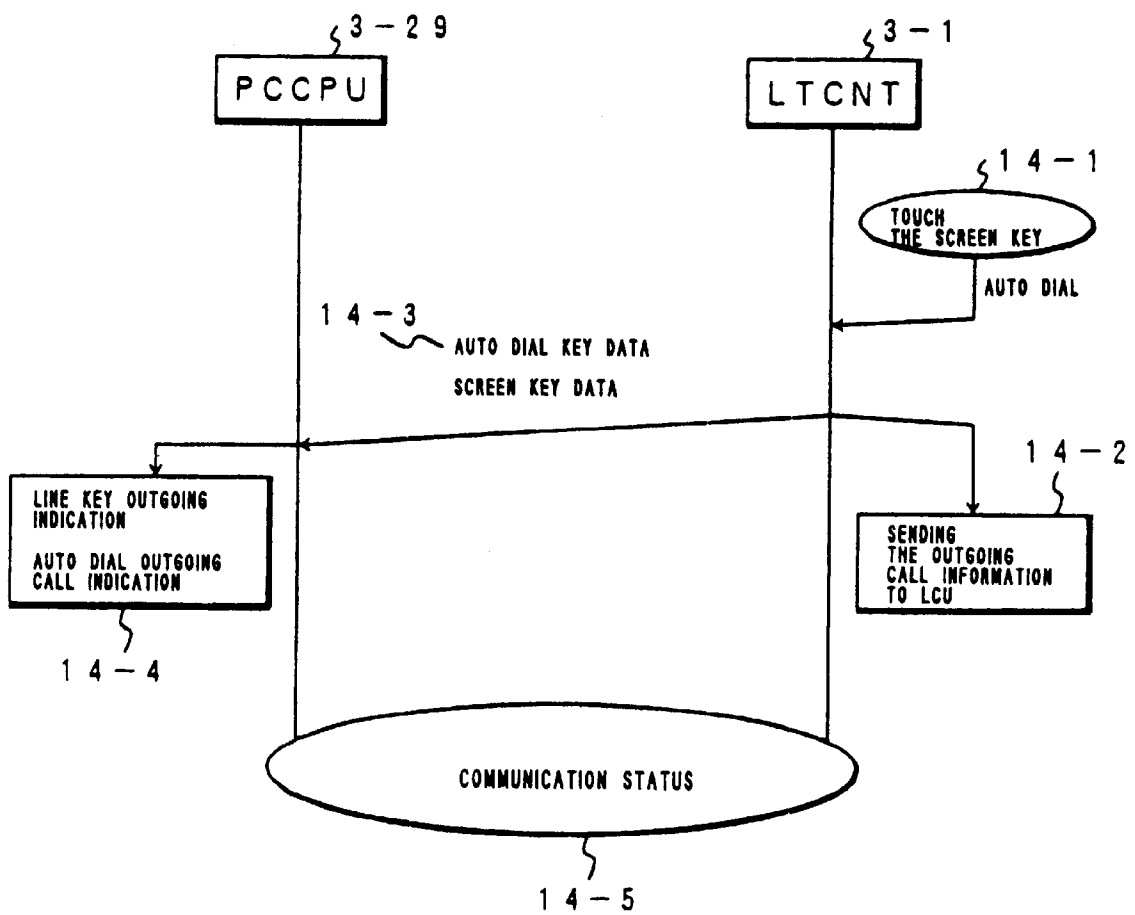 3-29
PCCPU
3-1
LTCNT
14-1
TOUCH
THE SCREEN KEY
AUTO DIAL
14-3
AUTO DIAL KEY DATA
SCREEN KEY DATA
14-2
LINE KEY OUTGOING
INDICATION
AUTO DIAL OUTGOING
CALL INDICATION
SENDING
THE OUTGOING
CALL INFORMATION
TO LCU
14-4
COMMUNICATION STATUS
14-5